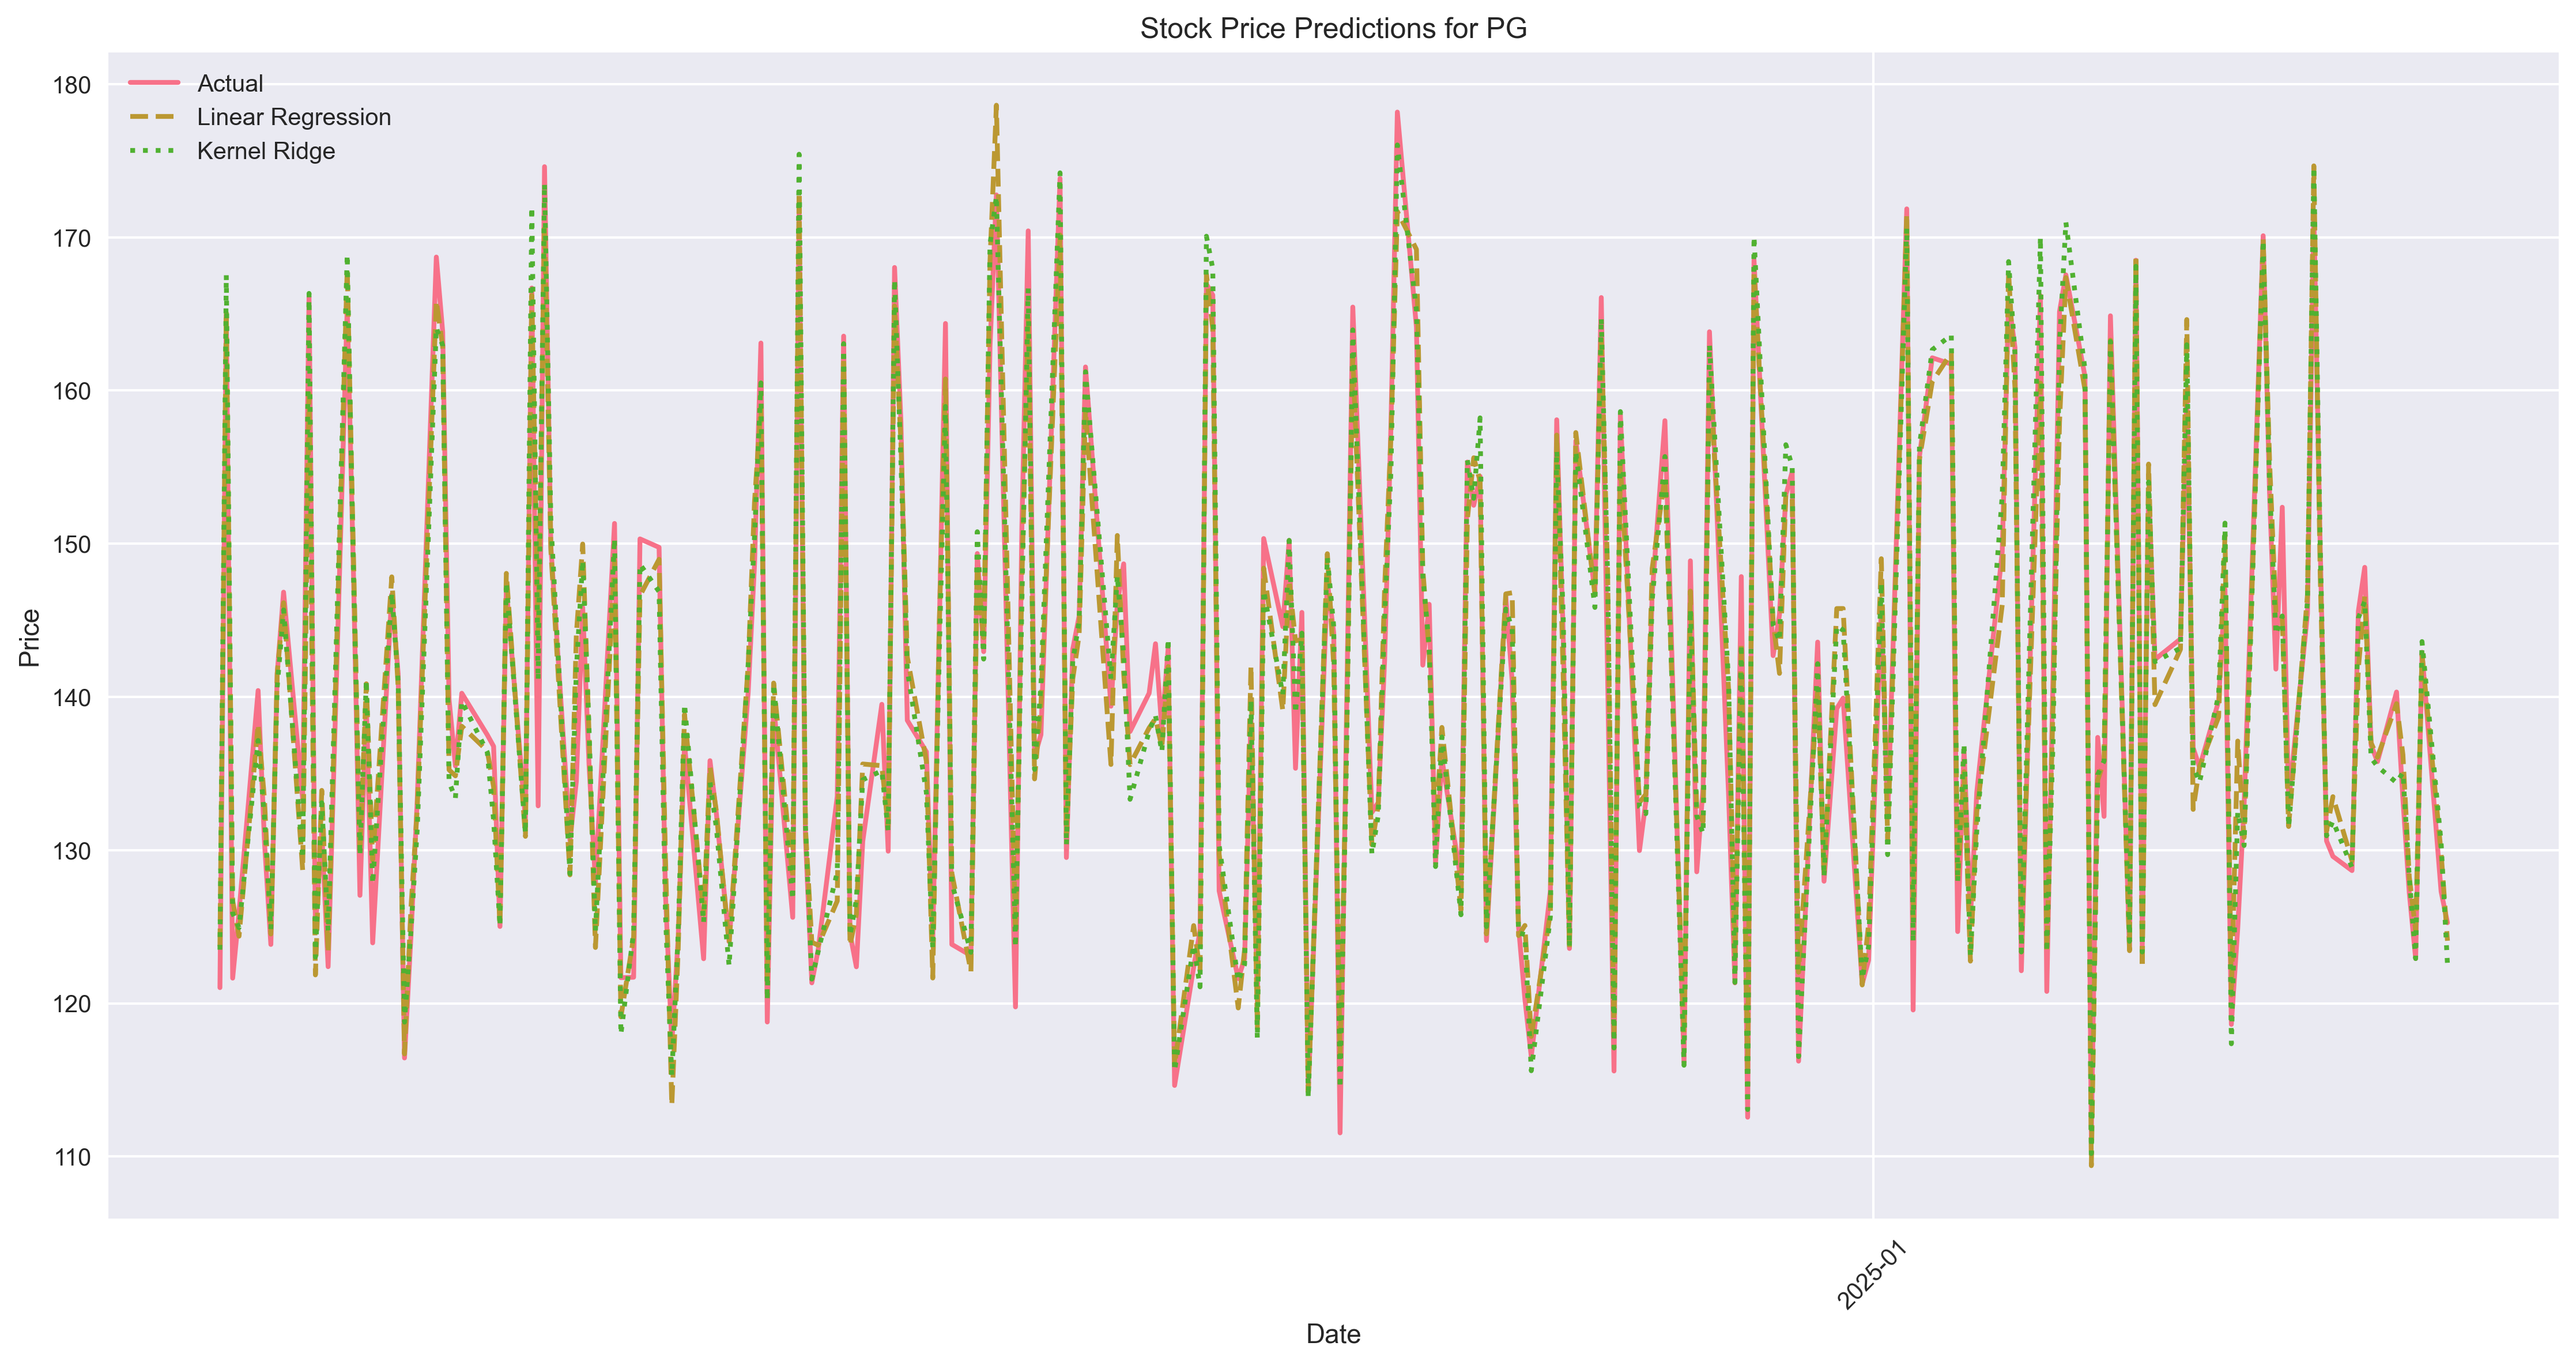 Stock Price Predictions for PG
Actual
Linear Regression
Kernel Ridge
180
170
160
150
140
130
120
110
Price
2025-01
Date